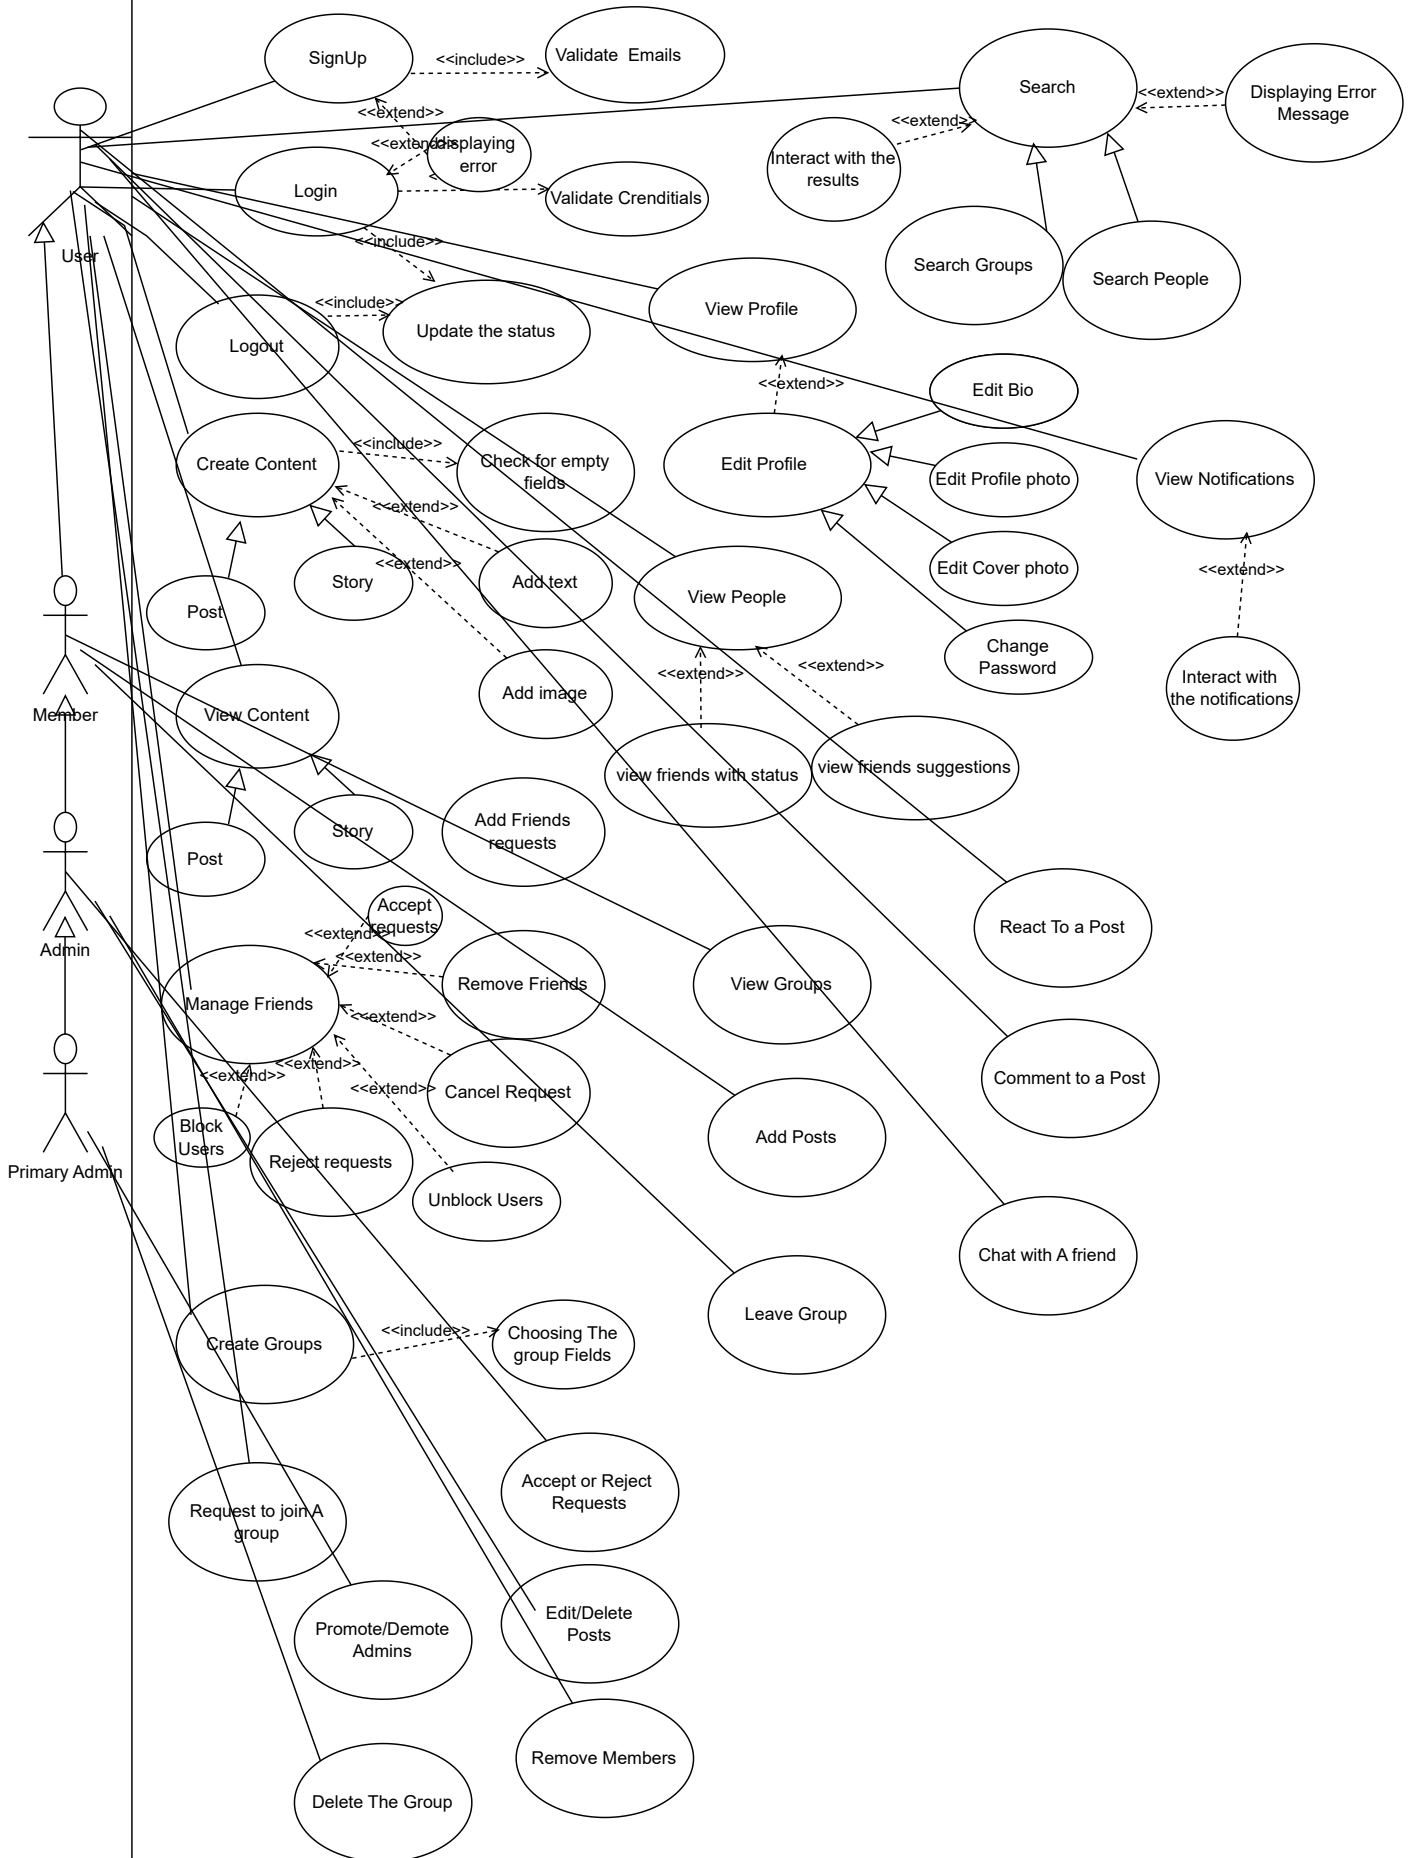 SignUp
<<include>>
Validate  Emails
Search
<<extend>>
Displaying Error
Message
<<extend>>
<<extend>>
<<extend>>
displaying
error
Interact with the
results
Login
Validate Crenditials
<<include>>
User
Search Groups
Search People
<<include>>
View Profile
Logout
Update the status
<<extend>>
Edit Bio
Create Content
<<include>>
Check for empty
fields
Edit Profile
Edit Profile photo
View Notifications
<<extend>>
<<extend>>
Story
Add text
Edit Cover photo
<<extend>>
Post
View People
Change
Password
<<extend>>
<<extend>>
Interact with
the notifications
Add image
Member
View Content
view friends with status
view friends suggestions
Add Friends
requests
Story
Post
Accept
requests
<<extend>>
<<extend>>
React To a Post
Admin
Manage Friends
Remove Friends
View Groups
<<extend>>
<<extend>>
<<extend>>
<<extend>>
Cancel Request
Comment to a Post
Block
Users
Add Posts
Primary Admin
Reject requests
Unblock Users
Chat with A friend
Leave Group
Create Groups
<<include>>
Choosing The
group Fields
Accept or Reject
Requests
Request to join A
group
Promote/Demote
Admins
Edit/Delete
Posts
Remove Members
Delete The Group